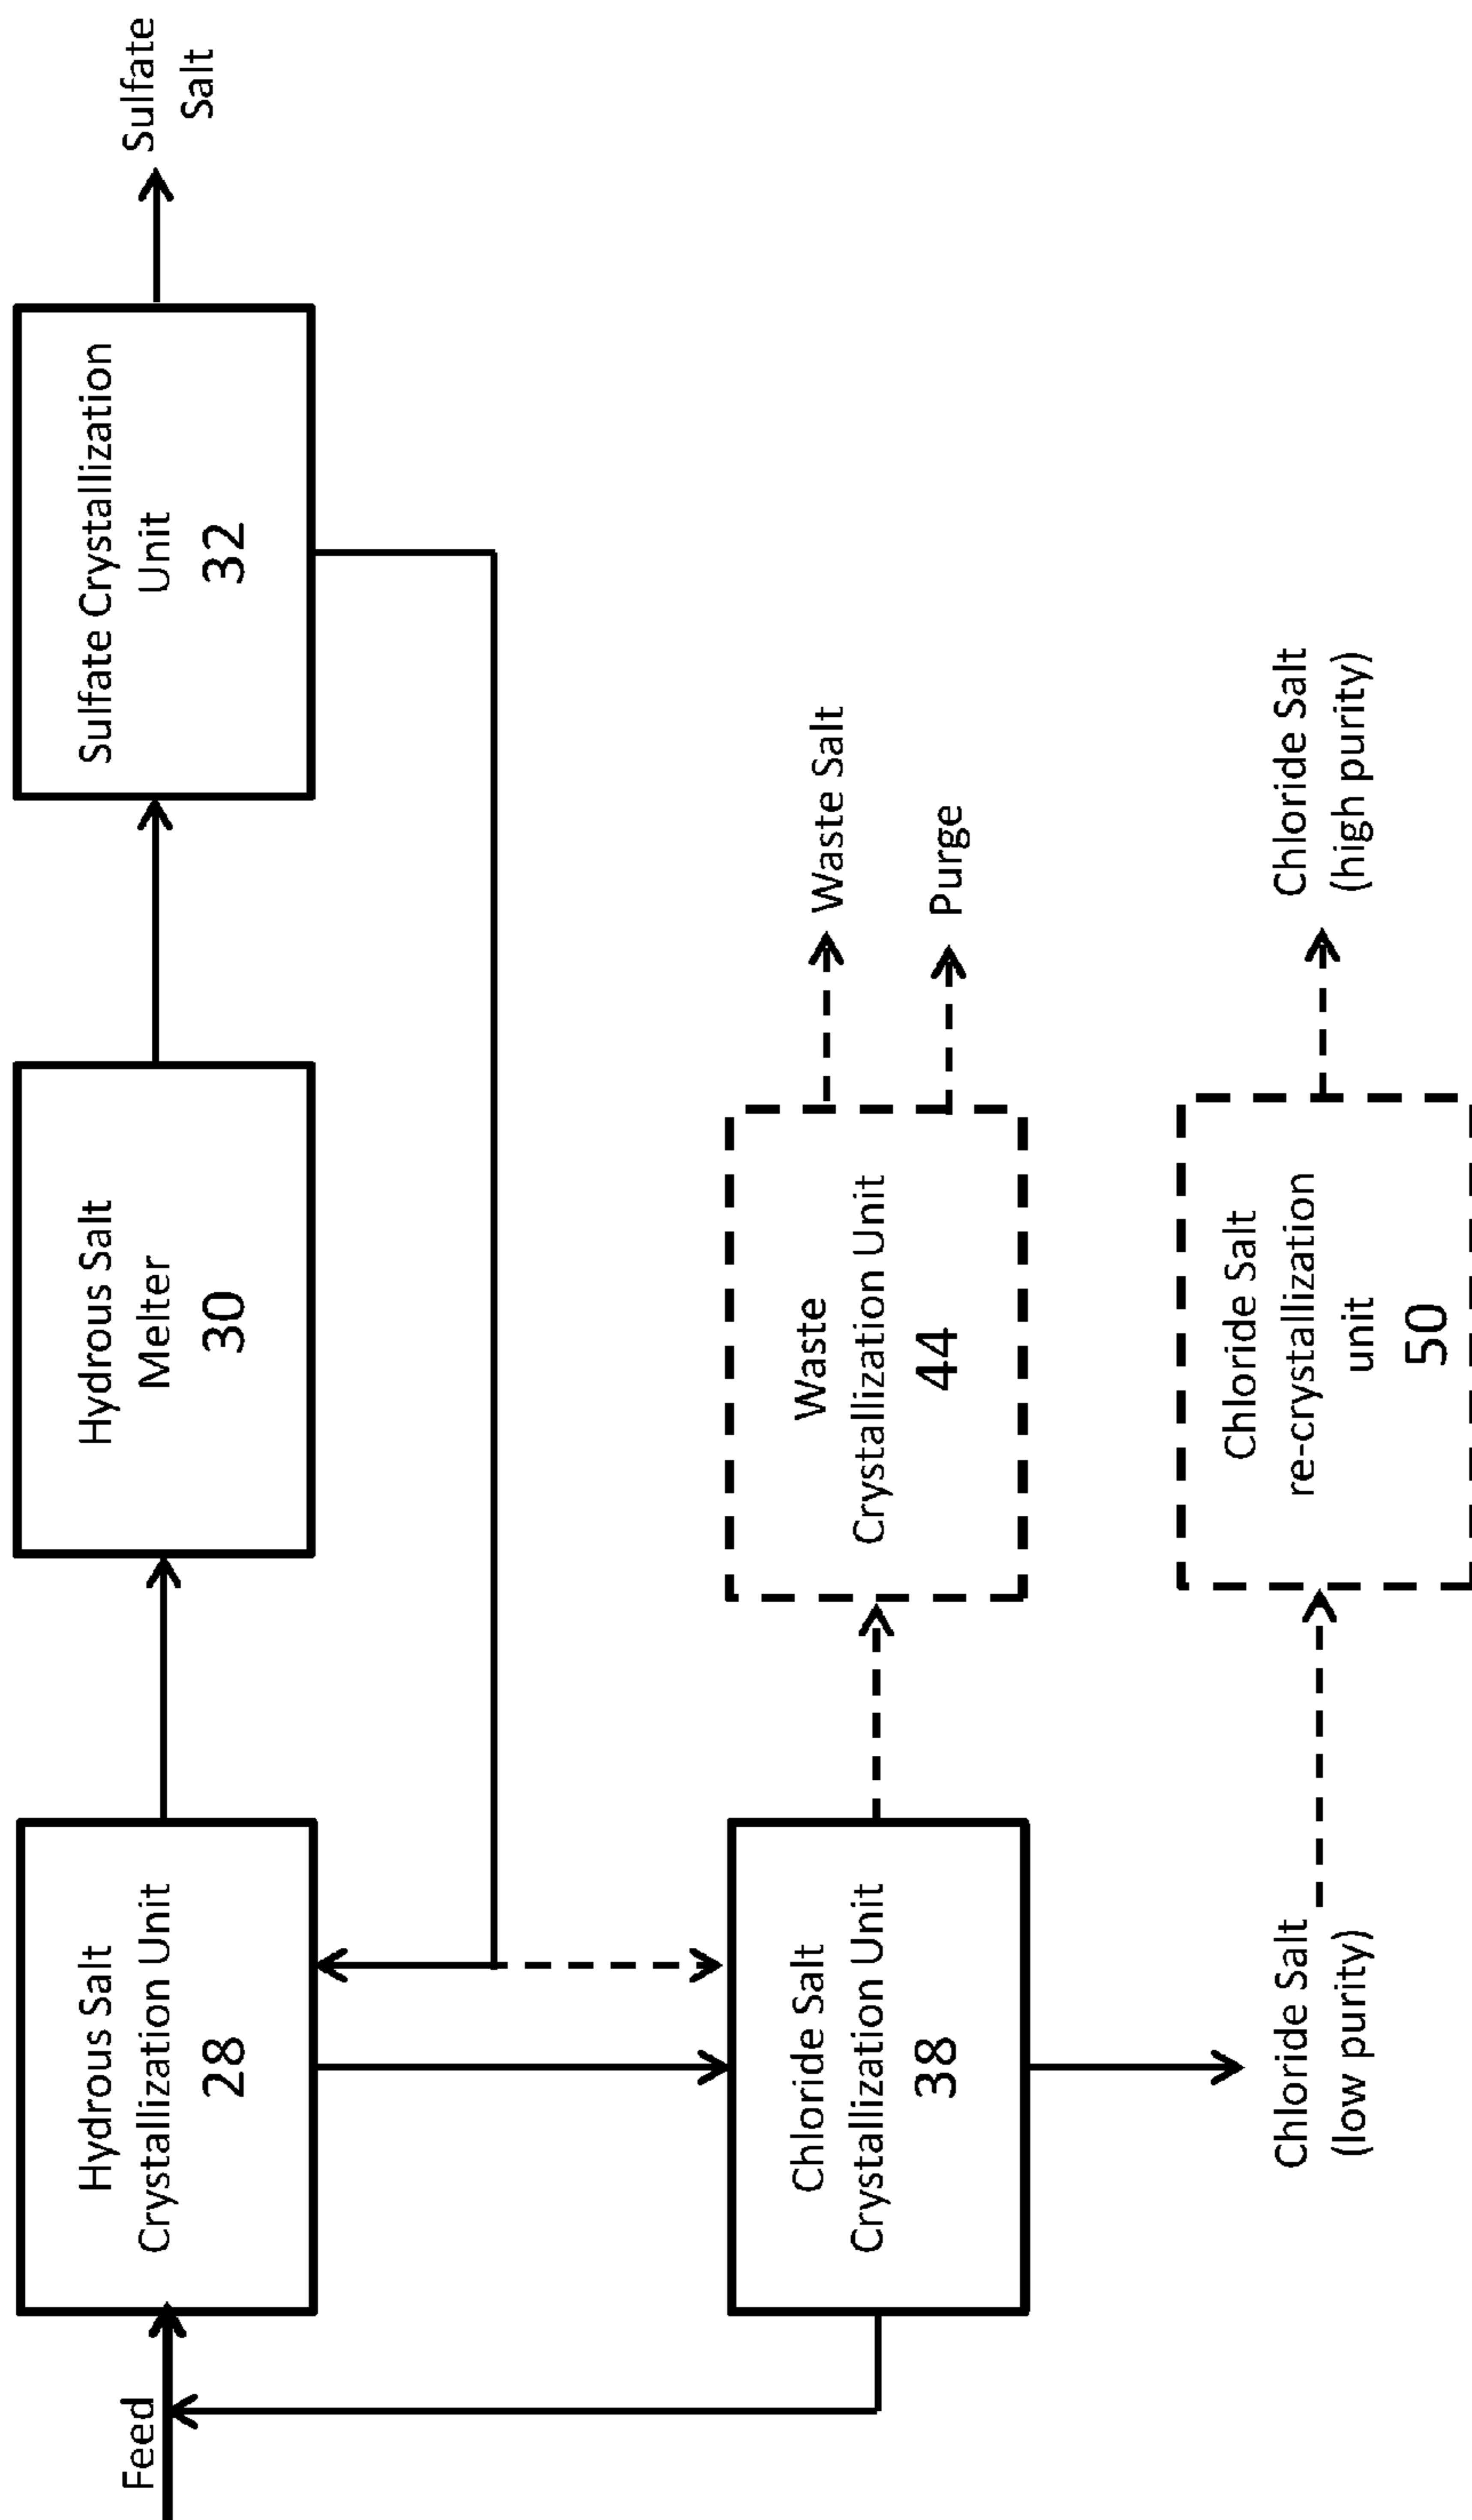 Feed
Hydrous Salt
Crystallization Unit
28
Hydrous Salt
Melter
30
Sulfate Crystallization
Unit
32
Sulfate
Salt
Chloride Salt
Crystallization Unit
38
Waste
Crystallization Unit
44
Waste Salt
Purge
Chloride Salt
(low purity)
Chloride Salt
re-crystallization
unit
50
Chloride Salt
(high purity)